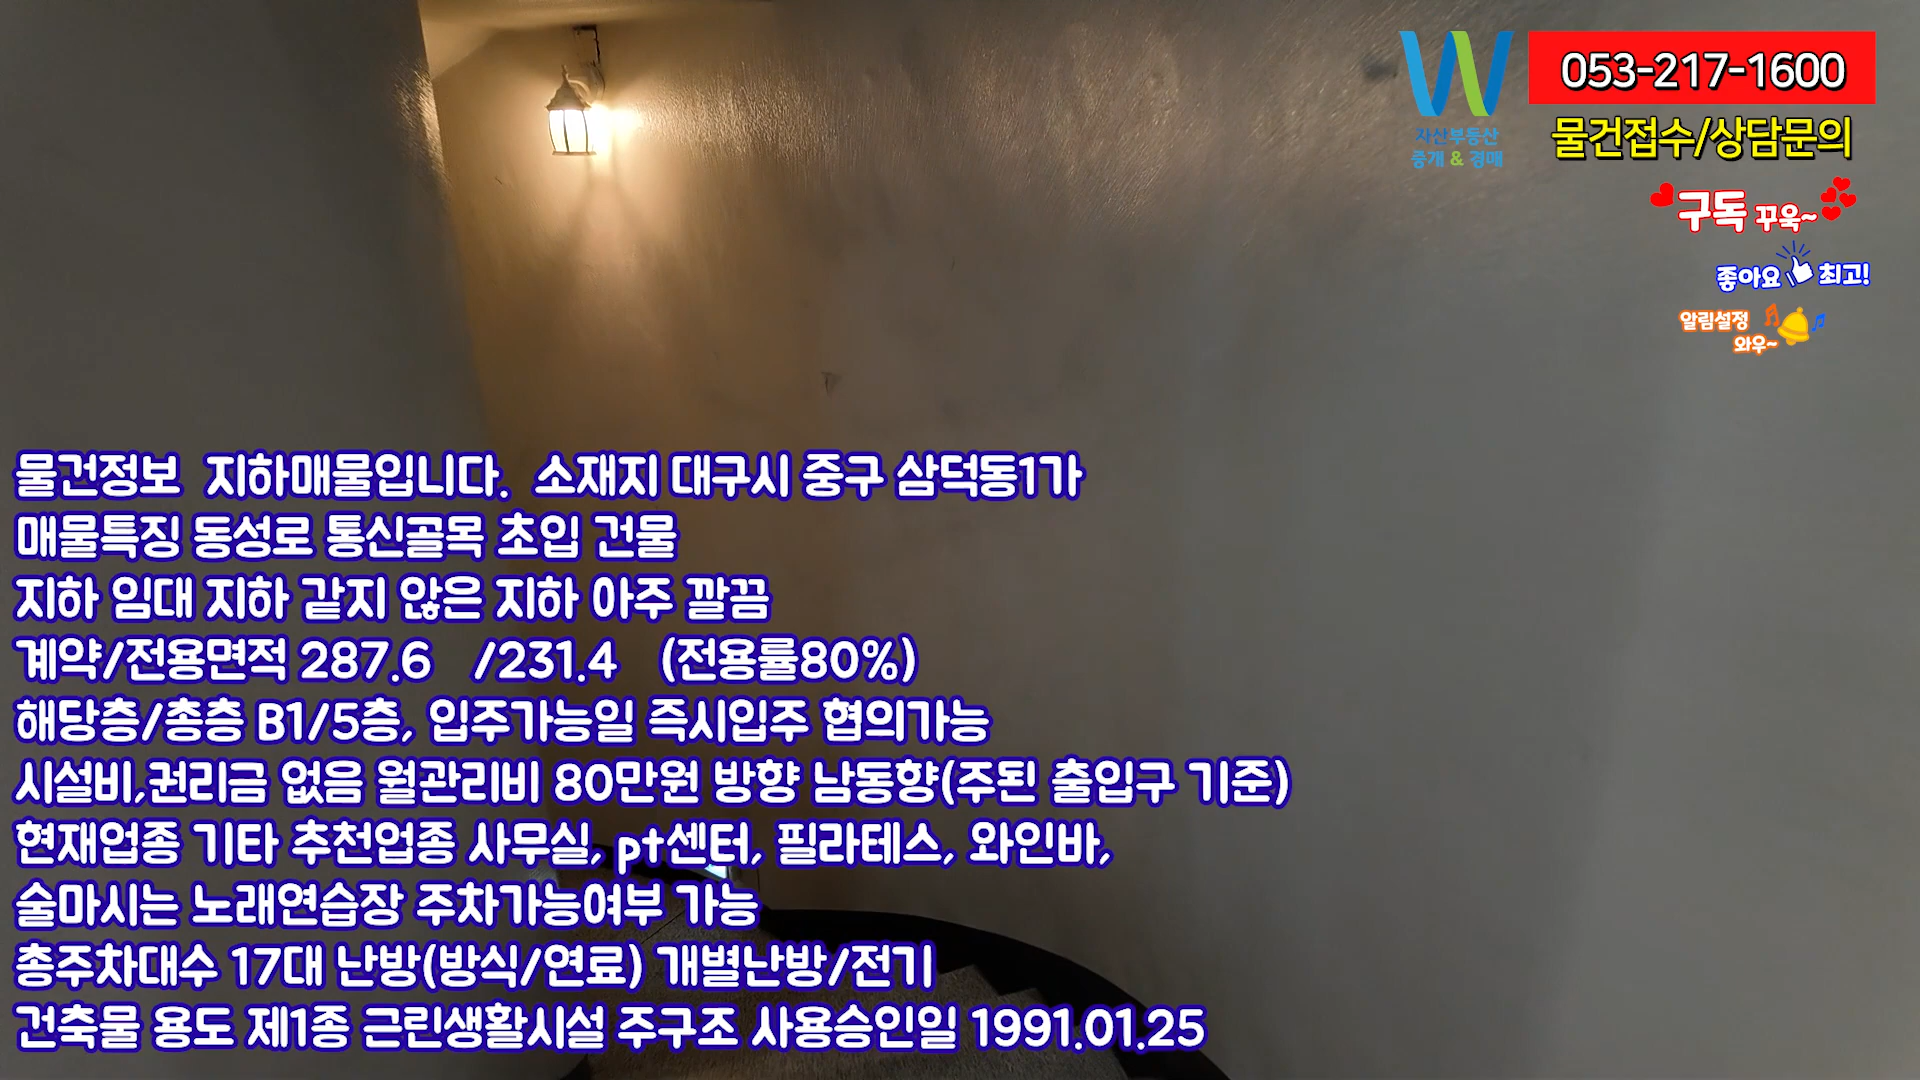 053-217-1600
자산부동산
중개 & 경매
물건접수/상담문의
구독 꾸욱~
좋아요 최고!
알림설정
와우~
물건정보 지하매물입니다. 소재지 대구시 중구 삼덕동1가
매물특징 동성로 통신골목 초입 건물
지하 임대 지하 같지 않은 지하 아주 깔끔
계약/전용면적 287.6 /231.4 (전용률80%)
해당층/총층 B1/5층, 입주가능일 즉시입주 협의가능
시설비,권리금 없음 월관리비 80만원 방향 남동향(주된 출입구 기준)
현재업종 기타 추천업종 사무실, pt센터, 필라테스, 와인바,
술마시는 노래연습장 주차가능여부 가능
총주차대수 17대 난방(방식/연료) 개별난방/전기
건축물 용도 제1종 근린생활시설 주구조 사용승인일 1991.01.25